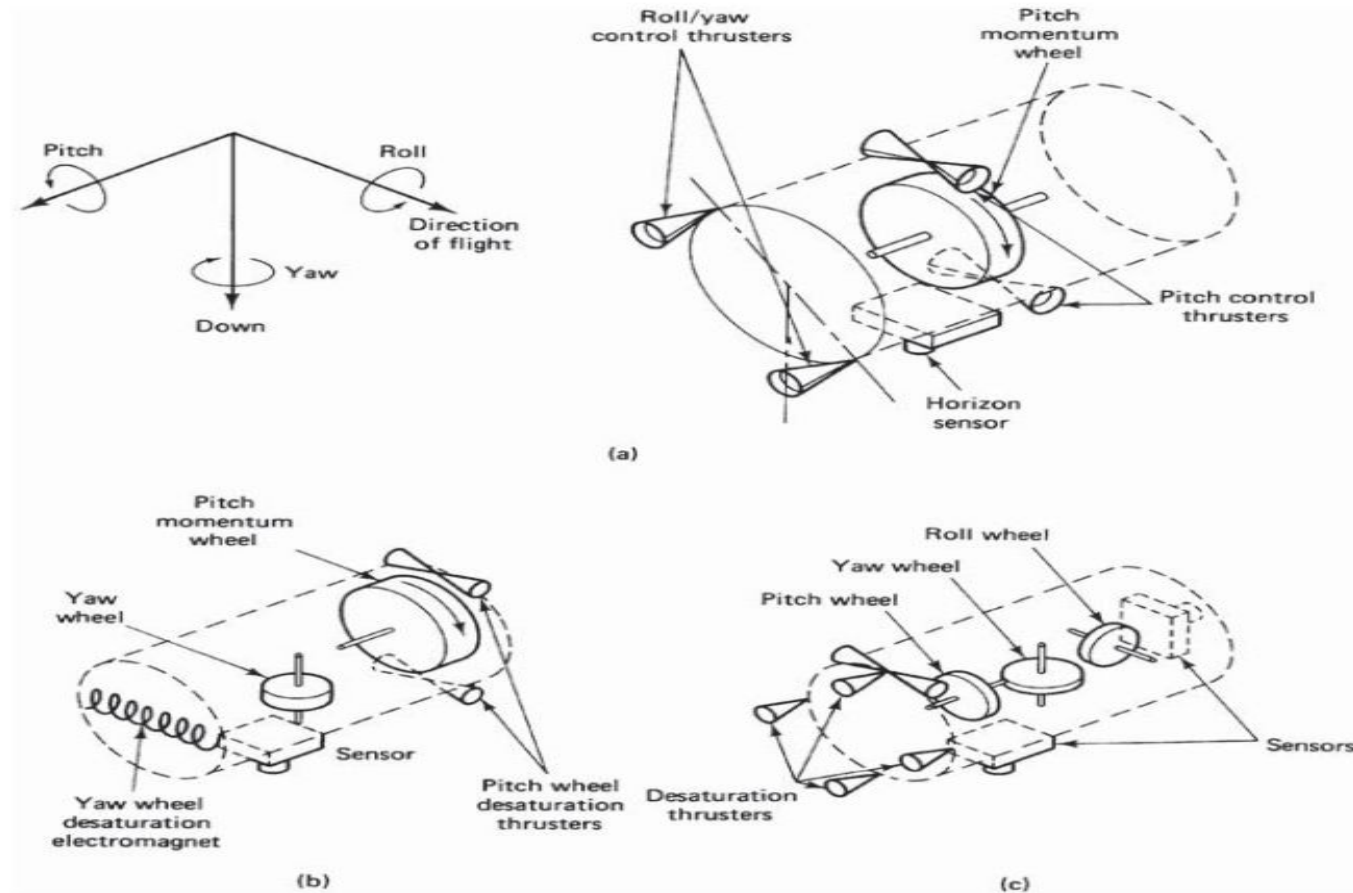 Roll/yaw
control thrusters
Pitch
momentum
wheel
Pitch
Roll
Direction
of flight
Yaw
Down
Pitch control
thrusters
Horizon
sensor
(a)
Pitch
momentum
wheel
Yaw
wheel
Sensor
Yaw wheel
desaturation
electromagnet
Pitch wheel
desaturation
thrusters
(b)
Roll wheel
Yaw wheel
Pitch wheel
Sensors
Desaturation
thrusters
(c)